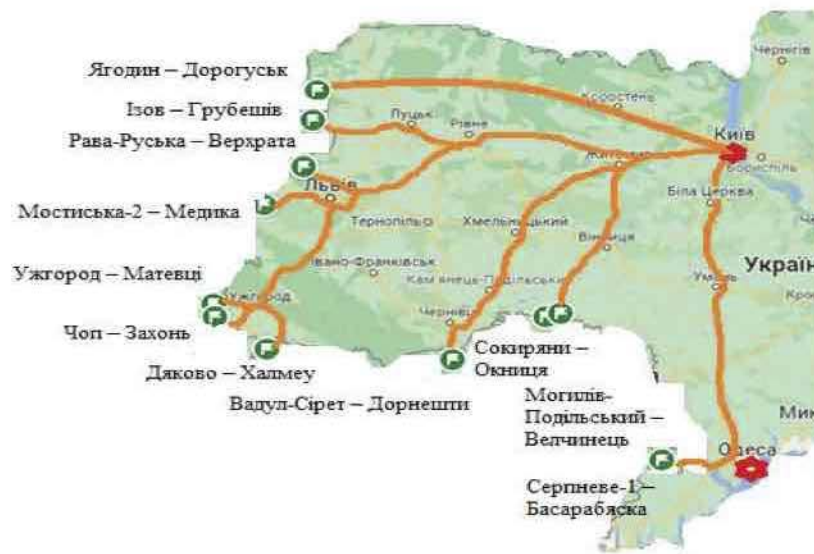 Чернігів
Ягодин – Дорогуськ
Коростень
Ізов – Грубешів
Луцьк
Рівне
Київ
Рава-Руська – Верхрата
Житомир
Бориспіль
Львів
Біла Церква
Мостиська-2 – Медика
Тернопіль
Хмельницький
Вінниця
Івано-Франківськ
Україн
Ужгород – Матевці
Кам'янець-Подільський
Умань
Ужгород
Кро
Чернівці
Чоп – Захонь
Сокиряни –
Окниця
Дяково – Халмеу
Вадул-Сірет – Дорнешти
Могилів-
Подільський –
Велчинець
Мик
Одеса
Серпневе-1 –
Басарабяска